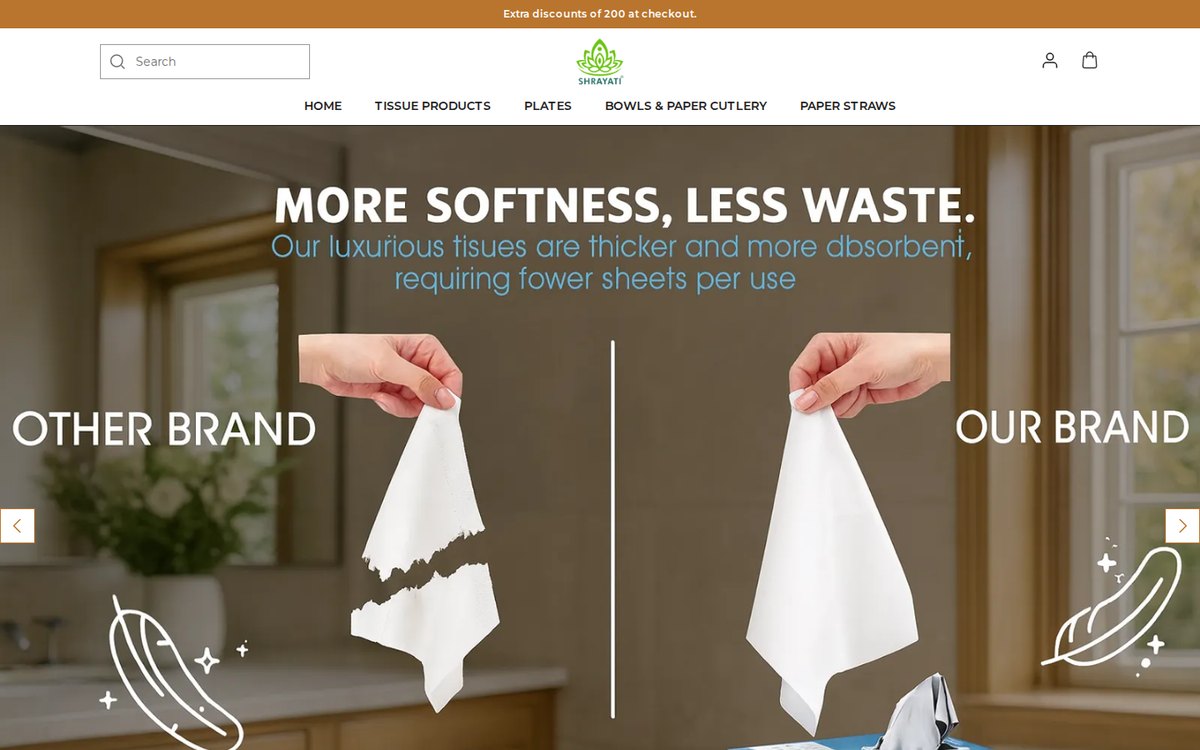 Extra discounts of 200 at checkout.
Search
SHRAYATI
HOME TISSUE PRODUCTS PLATES BOWLS & PAPER CUTLERY PAPER STRAWS
MORE SOFTNESS, LESS WASTE.
Our luxurïous tisues are thicker and more dbsorbent,
requiring fower sheets per use
OTHER BRAND
OUR BRAND